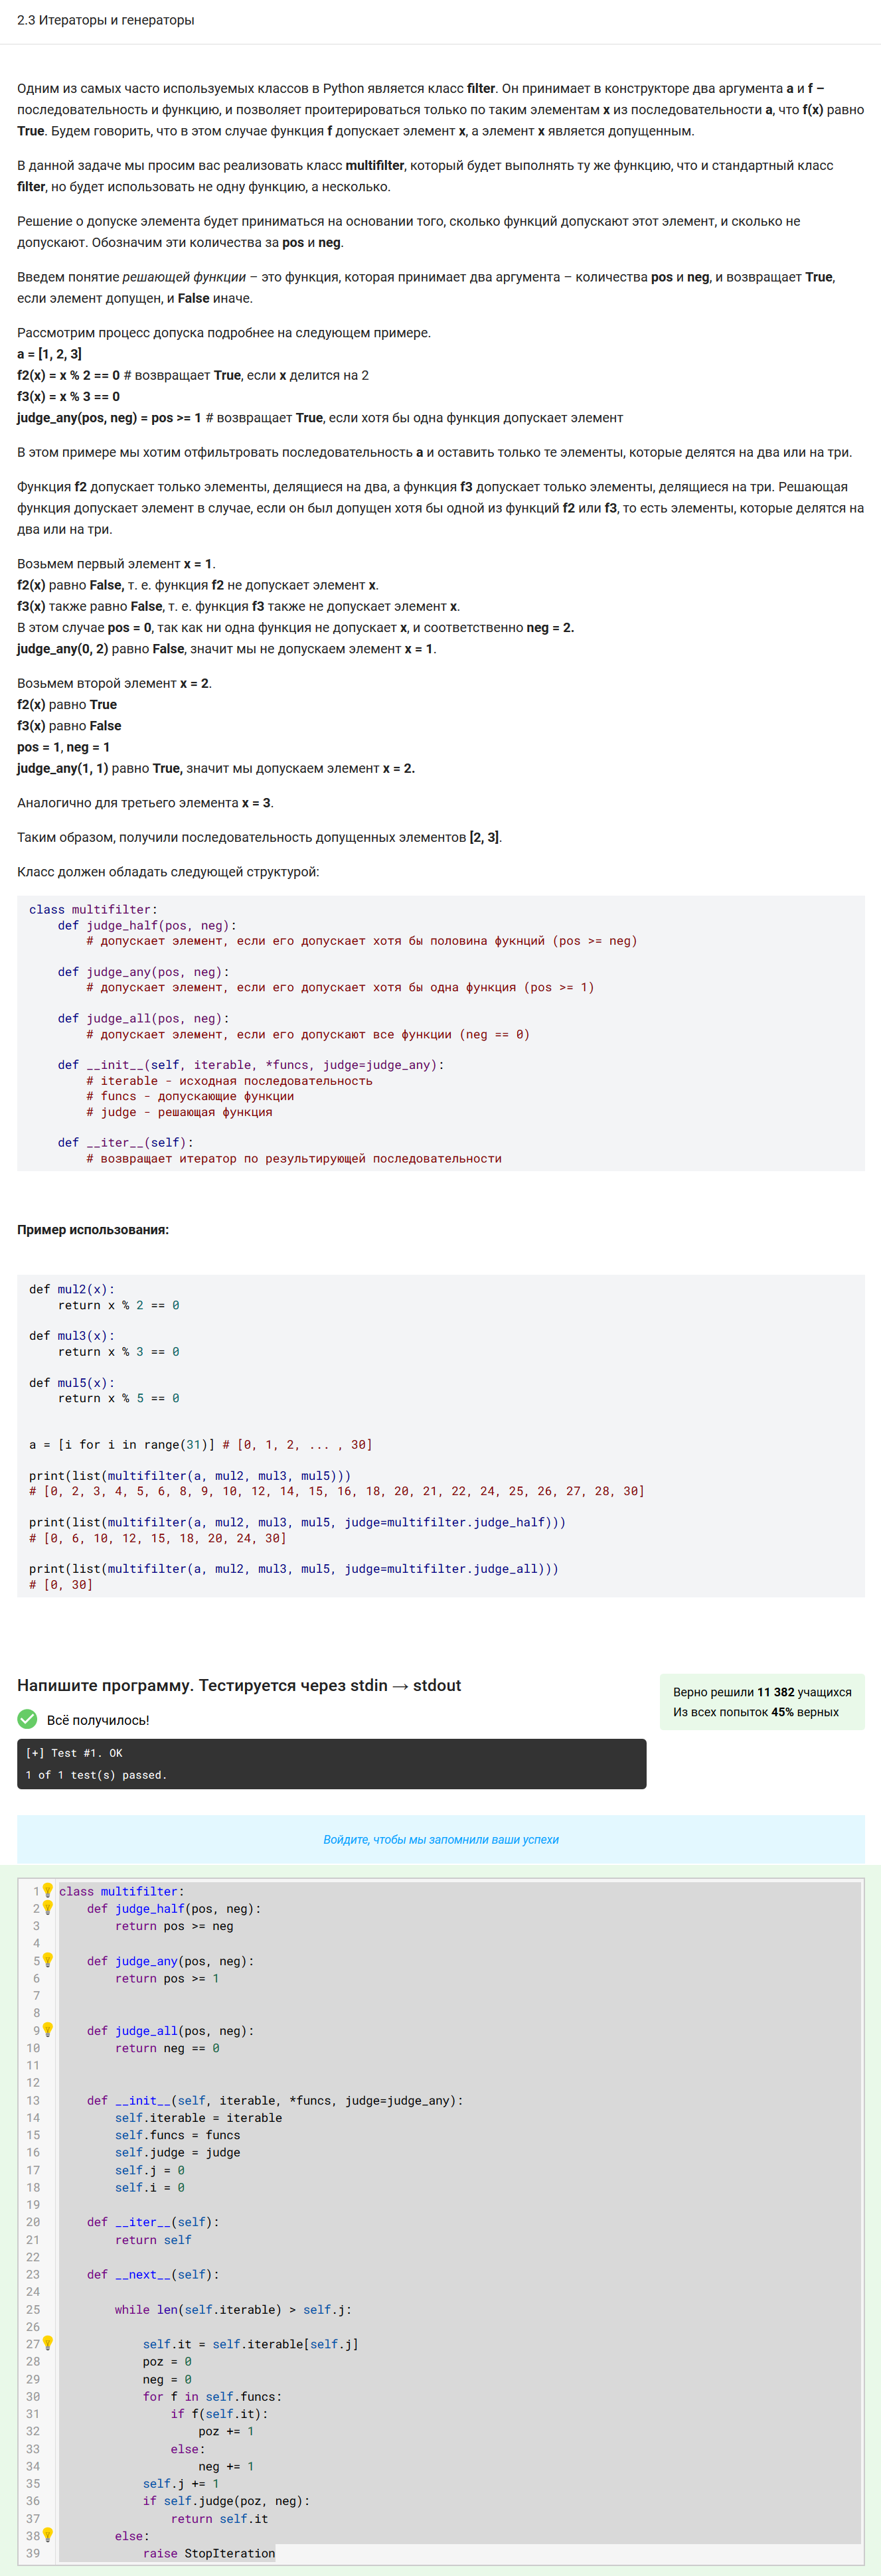 2.3 Итераторы и генераторы
Одним из самых часто используемых классов в Python является класс filter. Он принимает в конструкторе два аргумента a и f –
последовательность и функцию, и позволяет проитерироваться только по таким элементам x из последовательности a, что f(x) равно
True. Будем говорить, что в этом случае функция f допускает элемент x, а элемент x является допущенным.
В данной задаче мы просим вас реализовать класс multifilter, который будет выполнять ту же функцию, что и стандартный класс
filter, но будет использовать не одну функцию, а несколько.
Решение о допуске элемента будет приниматься на основании того, сколько функций допускают этот элемент, и сколько не
допускают. Обозначим эти количества за pos и neg.
Введем понятие решающей функции – это функция, которая принимает два аргумента – количества pos и neg, и возвращает True,
если элемент допущен, и False иначе.
Рассмотрим процесс допуска подробнее на следующем примере.
a = [1, 2, 3]
f2(x) = x % 2 == 0 # возвращает True, если x делится на 2
f3(x) = x % 3 == 0
judge_any(pos, neg) = pos >= 1 # возвращает True, если хотя бы одна функция допускает элемент
В этом примере мы хотим отфильтровать последовательность a и оставить только те элементы, которые делятся на два или на три.
Функция f2 допускает только элементы, делящиеся на два, а функция f3 допускает только элементы, делящиеся на три. Решающая
функция допускает элемент в случае, если он был допущен хотя бы одной из функций f2 или f3, то есть элементы, которые делятся на
два или на три.
Возьмем первый элемент x = 1.
f2(x) равно False, т. е. функция f2 не допускает элемент x.
f3(x) также равно False, т. е. функция f3 также не допускает элемент x.
В этом случае pos = 0, так как ни одна функция не допускает x, и соответственно neg = 2.
judge_any(0, 2) равно False, значит мы не допускаем элемент x = 1.
Возьмем второй элемент x = 2.
f2(x) равно True
f3(x) равно False
pos = 1, neg = 1
judge_any(1, 1) равно True, значит мы допускаем элемент x = 2.
Аналогично для третьего элемента x = 3.
Таким образом, получили последовательность допущенных элементов [2, 3].
Класс должен обладать следующей структурой:
class multifilter:
    def judge_half(pos, neg):
        # допускает элемент, если его допускает хотя бы половина фукнций (pos >= neg)
    def judge_any(pos, neg):
        # допускает элемент, если его допускает хотя бы одна функция (pos >= 1)
    def judge_all(pos, neg):
        # допускает элемент, если его допускают все функции (neg == 0)
    def __init__(self, iterable, *funcs, judge=judge_any):
        # iterable - исходная последовательность
        # funcs - допускающие функции
        # judge - решающая функция
    def __iter__(self):
        # возвращает итератор по результирующей последовательности
Пример использования:
def mul2(x):
    return x % 2 == 0
def mul3(x):
    return x % 3 == 0
def mul5(x):
    return x % 5 == 0
a = [i for i in range(31)] # [0, 1, 2, ... , 30]
print(list(multifilter(a, mul2, mul3, mul5)))
# [0, 2, 3, 4, 5, 6, 8, 9, 10, 12, 14, 15, 16, 18, 20, 21, 22, 24, 25, 26, 27, 28, 30]
print(list(multifilter(a, mul2, mul3, mul5, judge=multifilter.judge_half)))
# [0, 6, 10, 12, 15, 18, 20, 24, 30]
print(list(multifilter(a, mul2, mul3, mul5, judge=multifilter.judge_all)))
# [0, 30]
Напишите программу. Тестируется через stdin → stdout
Верно решили 11 382 учащихся
Из всех попыток 45% верных
Всё получилось!
[+] Test #1. OK
1 of 1 test(s) passed.
Войдите, чтобы мы запомнили ваши успехи
1 class multifilter:
2     def judge_half(pos, neg):
3         return pos >= neg
4
5     def judge_any(pos, neg):
6         return pos >= 1
7
8
9     def judge_all(pos, neg):
10         return neg == 0
11
12
13     def __init__(self, iterable, *funcs, judge=judge_any):
14         self.iterable = iterable
15         self.funcs = funcs
16         self.judge = judge
17         self.j = 0
18         self.i = 0
19
20     def __iter__(self):
21         return self
22
23     def __next__(self):
24
25         while len(self.iterable) > self.j:
26
27             self.it = self.iterable[self.j]
28             poz = 0
29             neg = 0
30             for f in self.funcs:
31                 if f(self.it):
32                     poz += 1
33                 else:
34                     neg += 1
35             self.j += 1
36             if self.judge(poz, neg):
37                 return self.it
38         else:
39             raise StopIteration